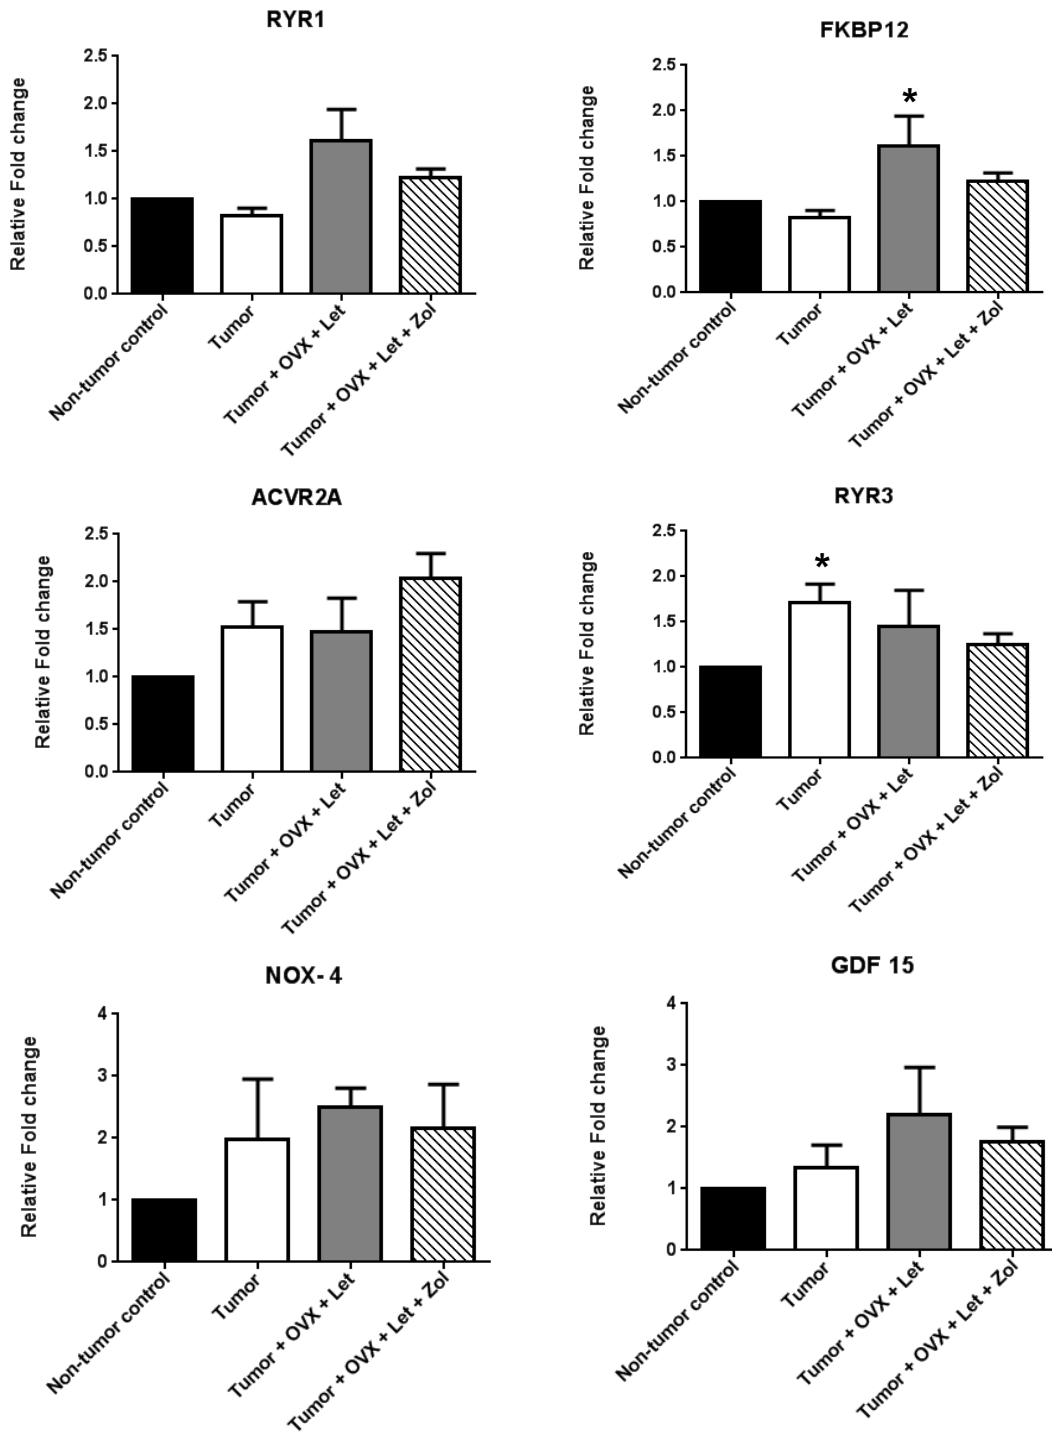 RYR1
Relative Fold change
2.5
2.0
1.5
1.0
0.5
0.0
Non-tumor control
Tumor
Tumor + OVX + Let
Tumor + OVX + Let + Zol
FKBP12
Relative Fold change
2.5
2.0
1.5
1.0
0.5
0.0
*
Non-tumor control
Tumor
Tumor + OVX + Let
Tumor + OVX + Let + Zol
ACVR2A
Relative Fold change
2.5
2.0
1.5
1.0
0.5
0.0
Non-tumor control
Tumor
Tumor + OVX + Let
Tumor + OVX + Let + Zol
RYR3
Relative Fold change
2.5
2.0
1.5
1.0
0.5
0.0
*
Non-tumor control
Tumor
Tumor + OVX + Let
Tumor + OVX + Let + Zol
NOX- 4
Relative Fold change
4
3
2
1
0
Non-tumor control
Tumor
Tumor + OVX + Let
Tumor + OVX + Let + Zol
GDF 15
Relative Fold change
4
3
2
1
0
Non-tumor control
Tumor
Tumor + OVX + Let
Tumor + OVX + Let + Zol